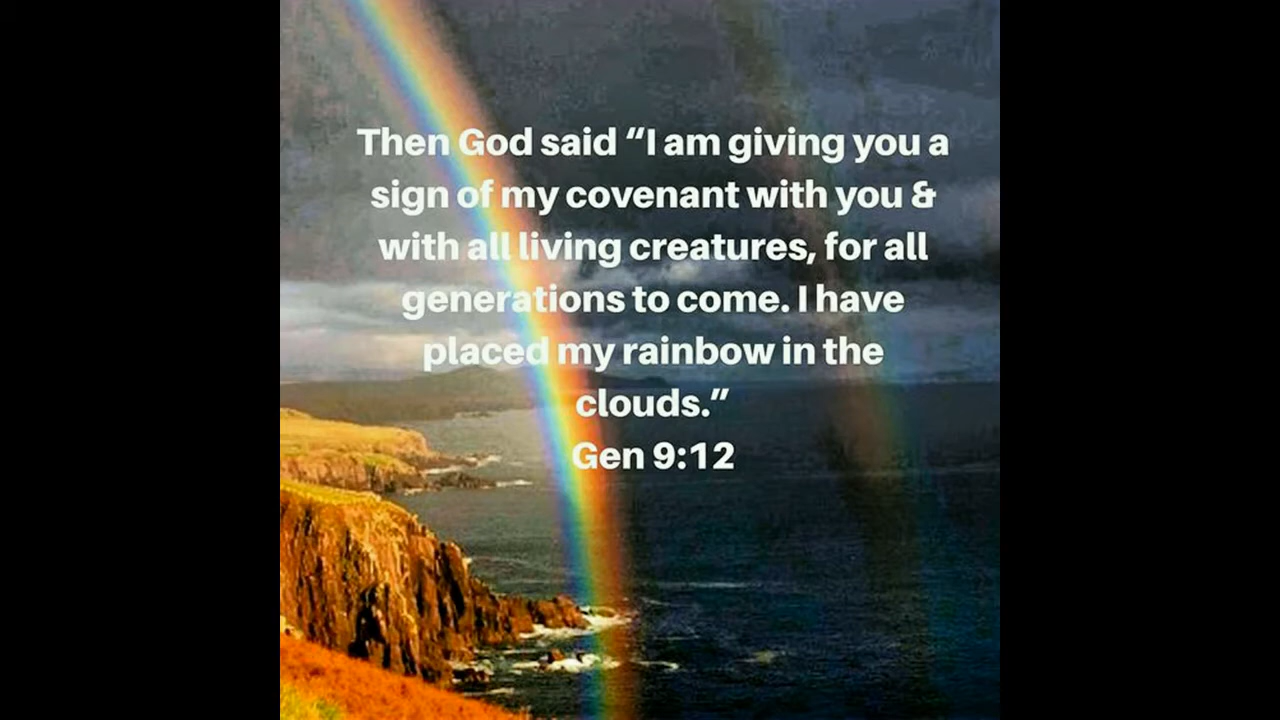 Then God said “I am giving you a
sign of my covenant with you &
with all living creatures, for all
generations to come. I have
placed my rainbow in the
clouds.”
Gen 9:12